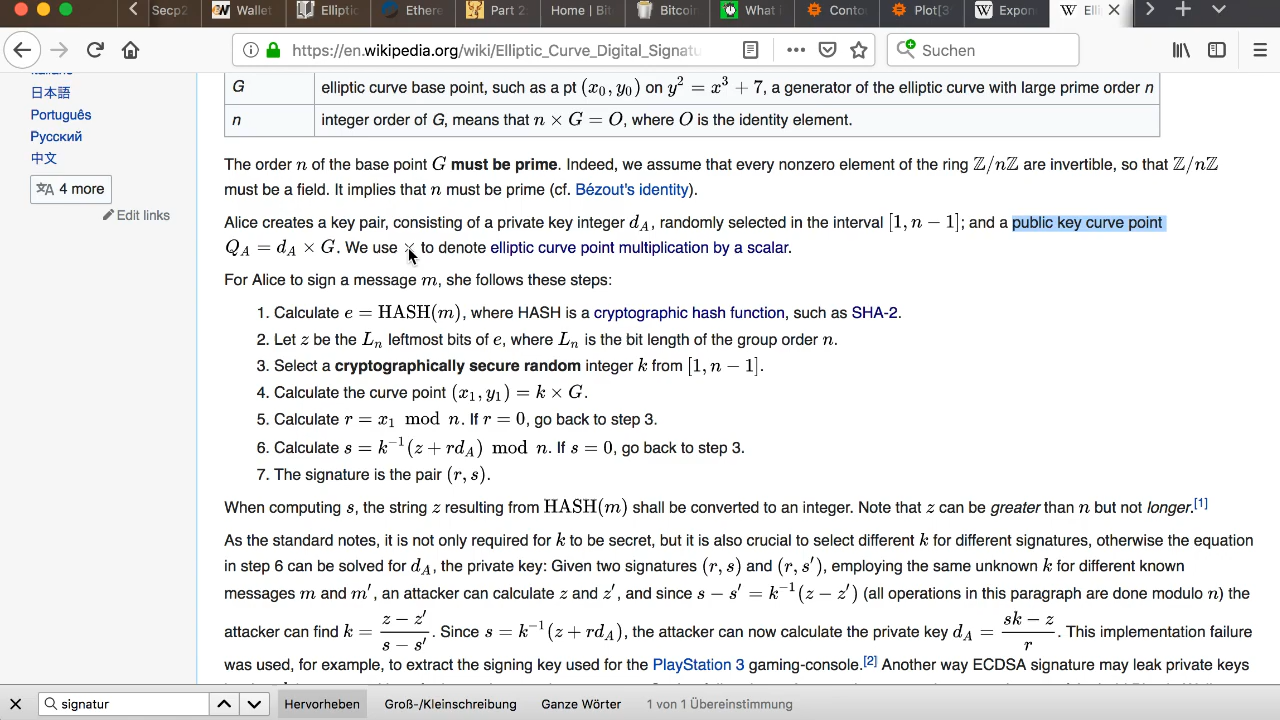 Secp2 Wallet Elliptic Ethere Part 2: Home | Bit Bitcoin What i Conto Plot[3 Expon Elli
https://en.wikipedia.org/wiki/Elliptic_Curve_Digital_Signatu Suchen
Italiano
日本語
Português
Русский
中文
4 more
Edit links
G elliptic curve base point, such as a pt (x₀, y₀) on y² = x³ + 7, a generator of the elliptic curve with large prime order n
n integer order of G, means that n × G = O, where O is the identity element.
The order n of the base point G must be prime. Indeed, we assume that every nonzero element of the ring ℤ/nℤ are invertible, so that ℤ/nℤ
must be a field. It implies that n must be prime (cf. Bézout's identity).
Alice creates a key pair, consisting of a private key integer d_A, randomly selected in the interval [1, n − 1]; and a public key curve point
Q_A = d_A × G. We use × to denote elliptic curve point multiplication by a scalar.
For Alice to sign a message m, she follows these steps:
1. Calculate e = HASH(m), where HASH is a cryptographic hash function, such as SHA-2.
2. Let z be the L_n leftmost bits of e, where L_n is the bit length of the group order n.
3. Select a cryptographically secure random integer k from [1, n − 1].
4. Calculate the curve point (x₁, y₁) = k × G.
5. Calculate r = x₁ mod n. If r = 0, go back to step 3.
6. Calculate s = k⁻¹(z + rd_A) mod n. If s = 0, go back to step 3.
7. The signature is the pair (r, s).
When computing s, the string z resulting from HASH(m) shall be converted to an integer. Note that z can be greater than n but not longer.[1]
As the standard notes, it is not only required for k to be secret, but it is also crucial to select different k for different signatures, otherwise the equation
in step 6 can be solved for d_A, the private key: Given two signatures (r, s) and (r, s′), employing the same unknown k for different known
messages m and m′, an attacker can calculate z and z′, and since s − s′ = k⁻¹(z − z′) (all operations in this paragraph are done modulo n) the
attacker can find k = (z − z′)/(s − s′). Since s = k⁻¹(z + rd_A), the attacker can now calculate the private key d_A = (sk − z)/r. This implementation failure
was used, for example, to extract the signing key used for the PlayStation 3 gaming-console.[2] Another way ECDSA signature may leak private keys
signatur Hervorheben Groß-/Kleinschreibung Ganze Wörter 1 von 1 Übereinstimmung